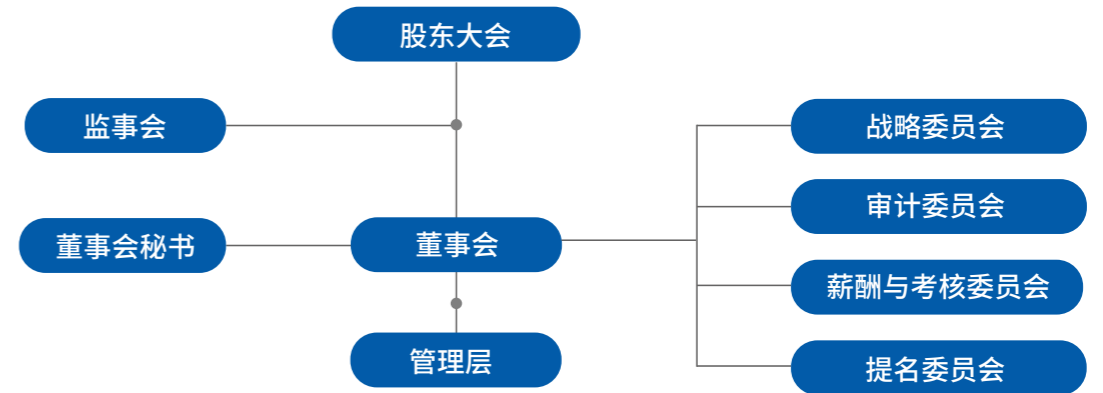 股东大会
监事会
战略委员会
审计委员会
董事会秘书
董事会
薪酬与考核委员会
管理层
提名委员会